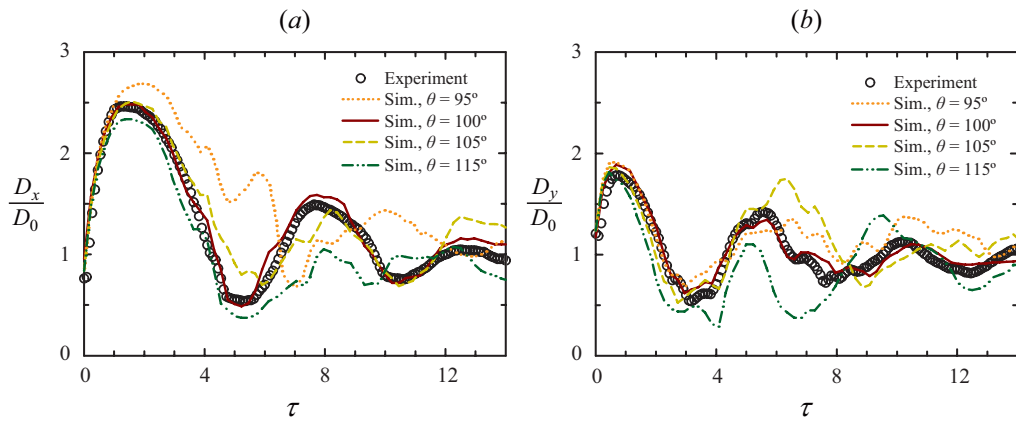 (a)
3
2
1
0
D_x
D_0
Experiment
Sim., θ = 95º
Sim., θ = 100º
Sim., θ = 105º
Sim., θ = 115º
0 4 8 12
τ
(b)
3
2
1
0
D_y
D_0
Experiment
Sim., θ = 95º
Sim., θ = 100º
Sim., θ = 105º
Sim., θ = 115º
0 4 8 12
τ